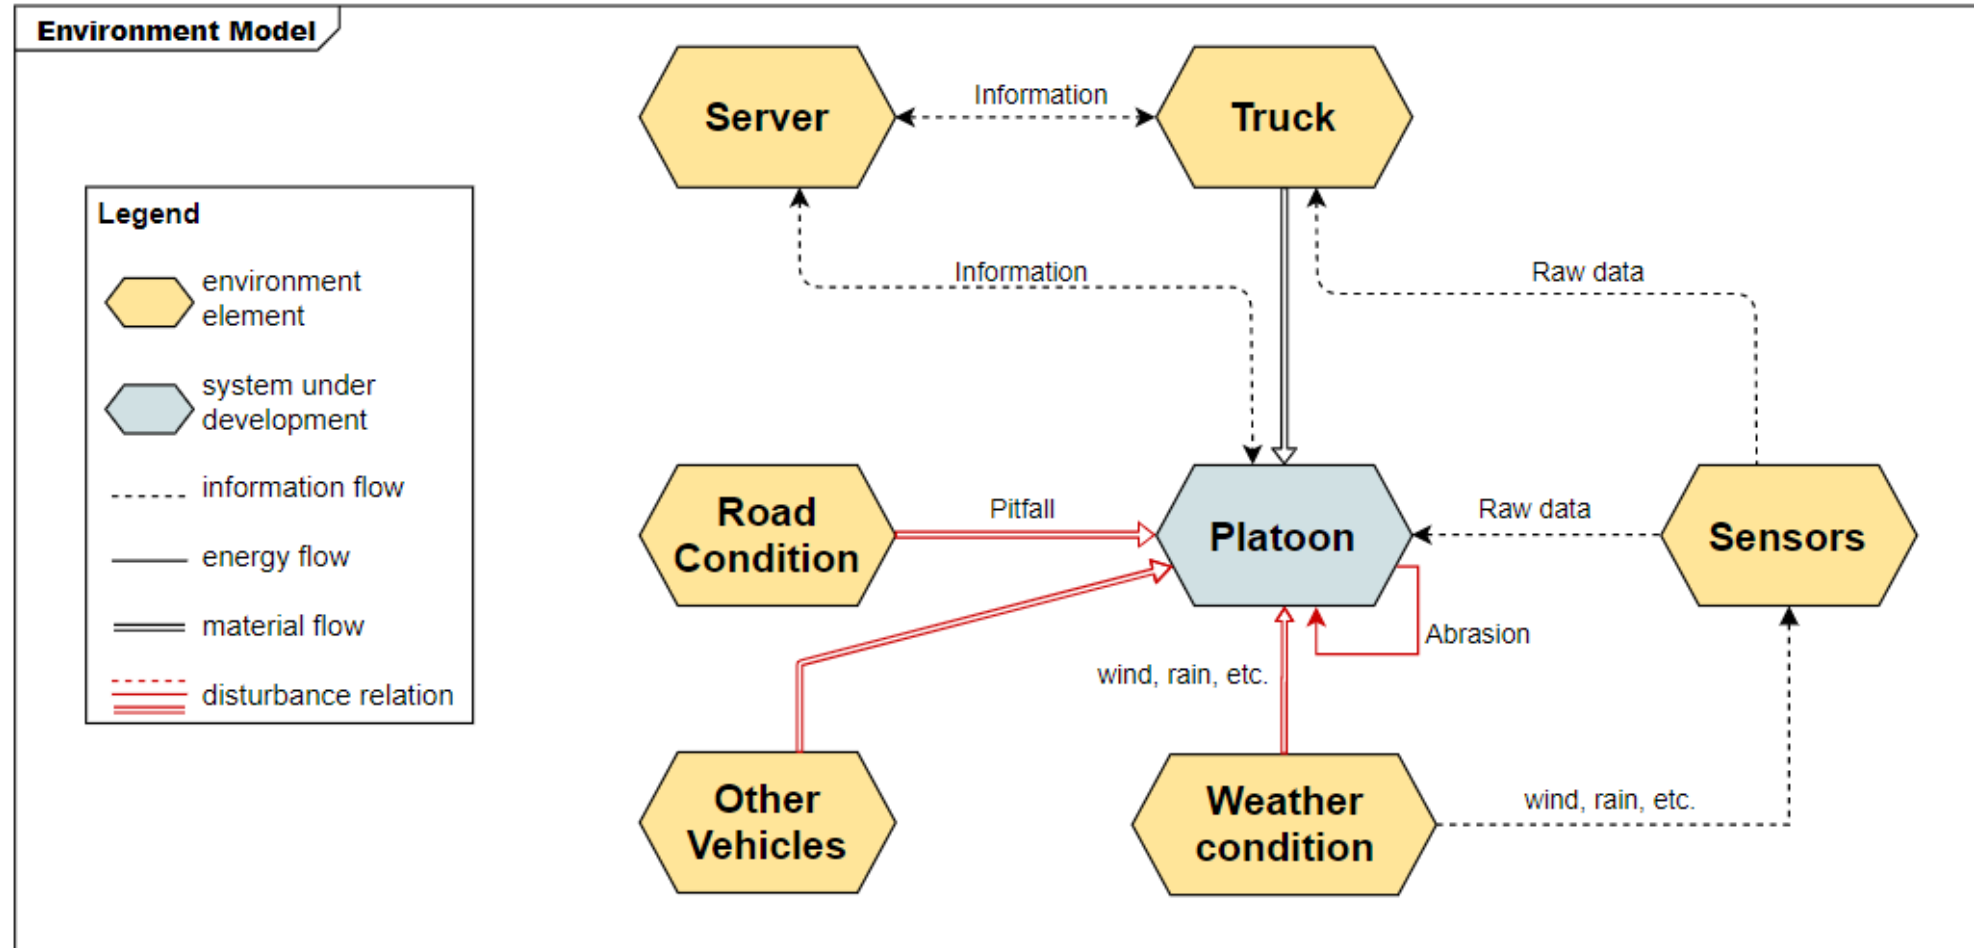 Environment Model
Server
Information
Truck
Legend
environment
element
Information
Raw data
system under
development
information flow
Road
Condition
Pitfall
Platoon
Raw data
Sensors
energy flow
material flow
Abrasion
disturbance relation
wind, rain, etc.
Other
Vehicles
Weather
condition
wind, rain, etc.